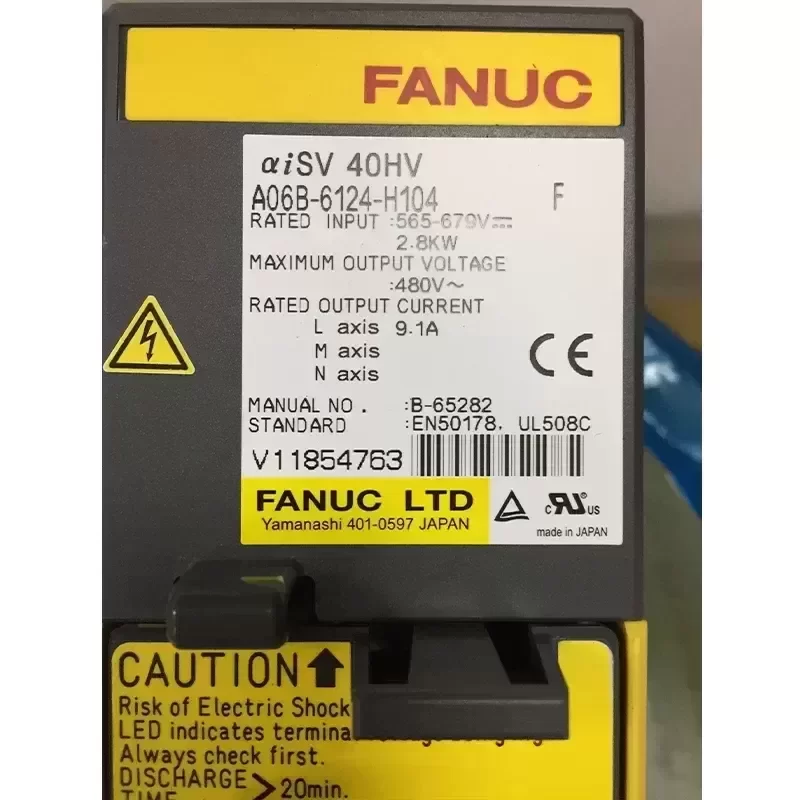 FANUC
αiSV 40HV
A06B-6124-H104 F
RATED INPUT :565-679V⎓
2.8KW
MAXIMUM OUTPUT VOLTAGE
:480V～
RATED OUTPUT CURRENT
L axis 9.1A
M axis
N axis
CE
MANUAL NO. :B-65282
STANDARD :EN50178, UL508C
V11854763
FANUC LTD
Yamanashi 401-0597 JAPAN
c RU US
made in JAPAN
CAUTION
Risk of Electric Shock
LED indicates termina
Always check first.
DISCHARGE
TIME > 20min.